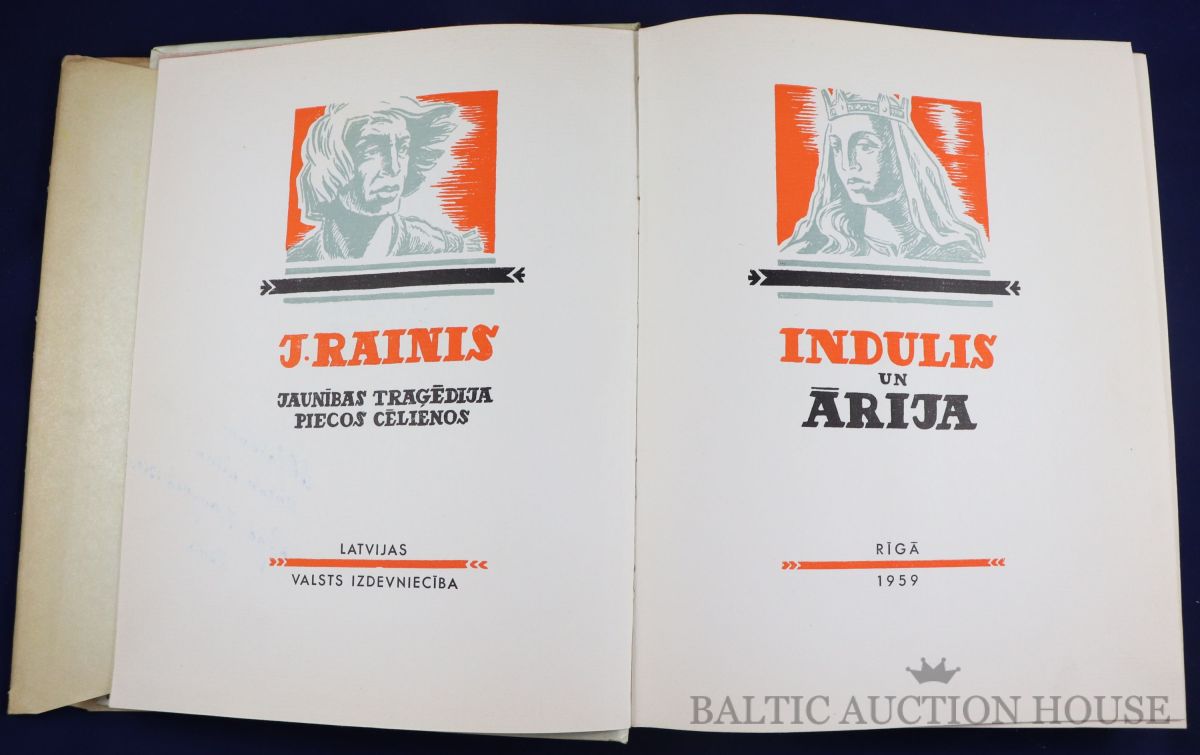 J. RAINIS
JAUNĪBAS TRAĢĒDIJA
PIECOS CĒLIENOS
LATVIJAS
VALSTS IZDEVNIECĪBA
INDULIS
UN
ĀRIJA
RĪGĀ
1959
BALTIC AUCTION HOUSE